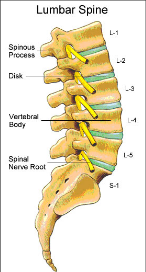 Lumbar Spine
L-1
Spinous
Process
L-2
Disk
L-3
Vertebral
Body
L-4
Spinal
Nerve Root
L-5
S-1